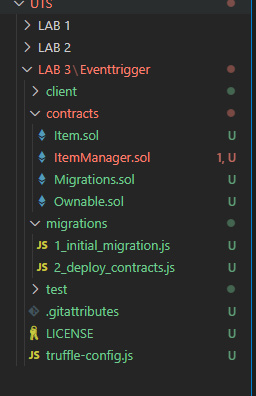 UTS
LAB 1
LAB 2
LAB 3\Eventtrigger
client
contracts
Item.sol U
ItemManager.sol 1, U
Migrations.sol U
Ownable.sol U
migrations
JS 1_initial_migration.js U
JS 2_deploy_contracts.js U
test
.gitattributes U
LICENSE U
JS truffle-config.js U